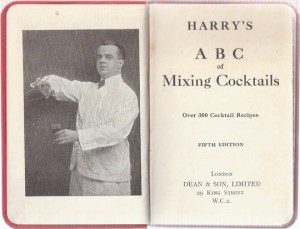 HARRY'S
A B C
of
Mixing Cocktails
Over 300 Cocktail Recipes
FIFTH EDITION
London
DEAN & SON, LIMITED
29 King Street
W.C.2.